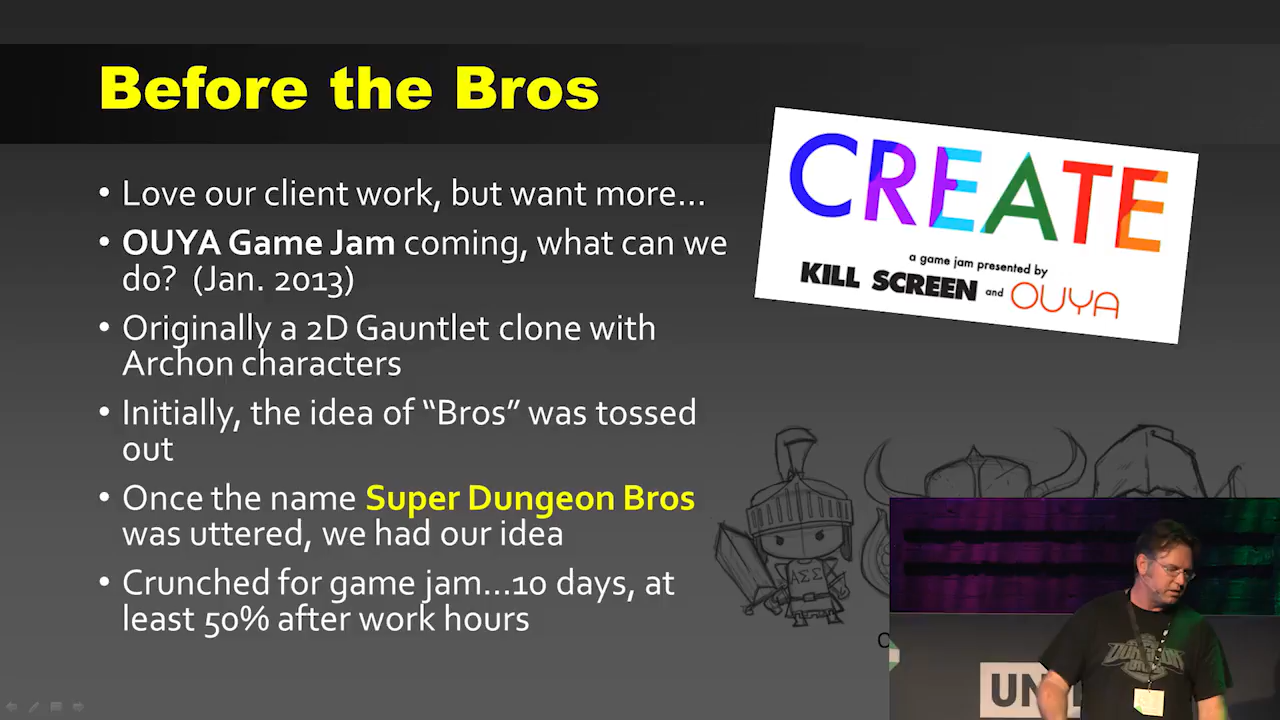 Before the Bros
• Love our client work, but want more…
• OUYA Game Jam coming, what can we
do?  (Jan. 2013)
• Originally a 2D Gauntlet clone with
Archon characters
• Initially, the idea of “Bros” was tossed
out
• Once the name Super Dungeon Bros
was uttered, we had our idea
• Crunched for game jam…10 days, at
least 50% after work hours
CREATE
a game jam presented by
KILL SCREEN and OUYA
ΑΣΣ
DUNGEON
BROS